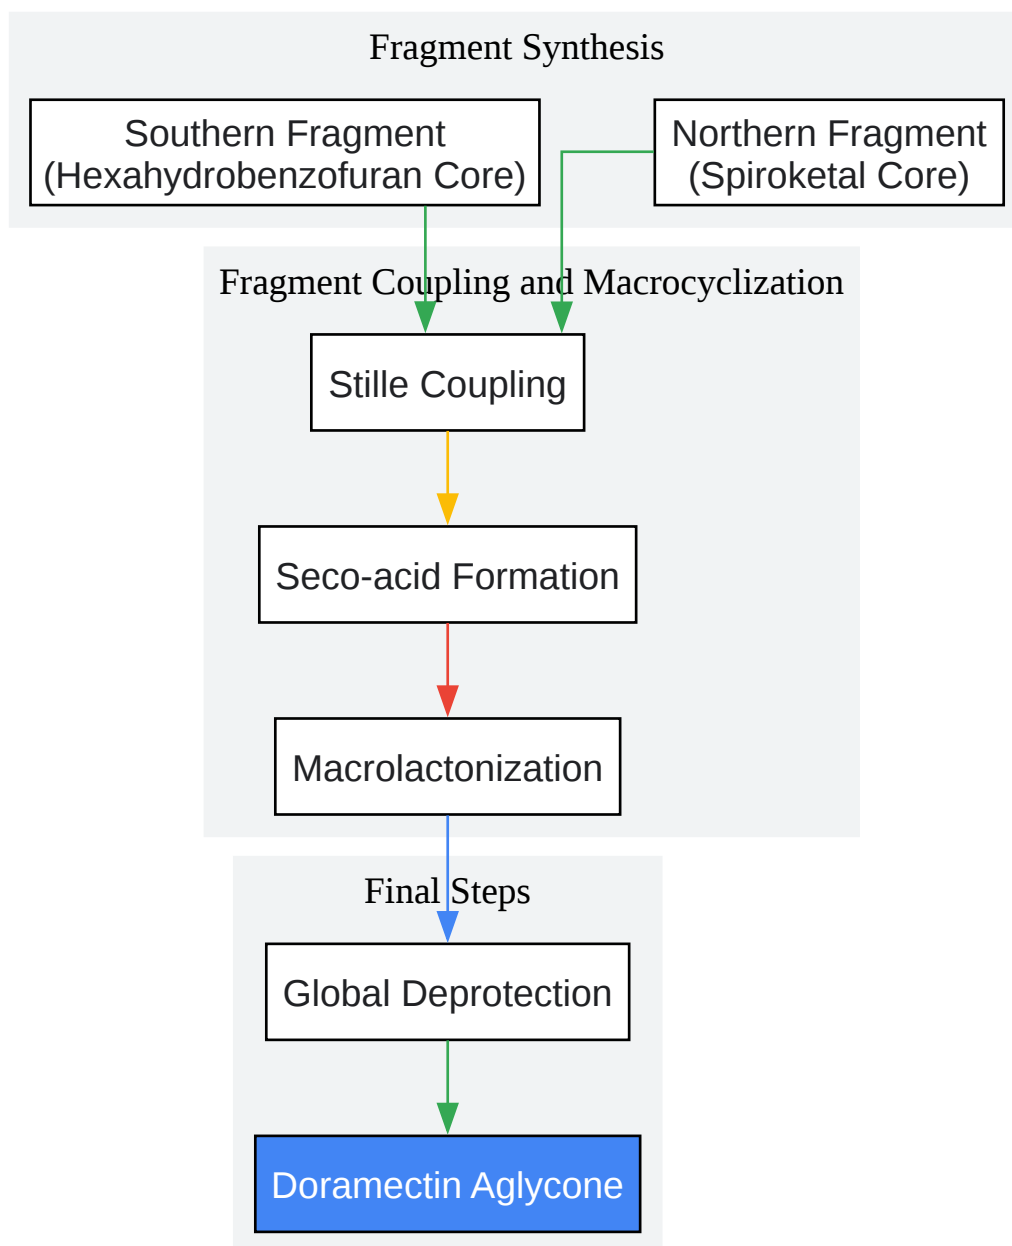 Fragment Synthesis
Southern Fragment
(Hexahydrobenzofuran Core)
Northern Fragment
(Spiroketal Core)
Fragment Coupling and Macrocyclization
Stille Coupling
Seco-acid Formation
Macrolactonization
Final Steps
Global Deprotection
Doramectin Aglycone